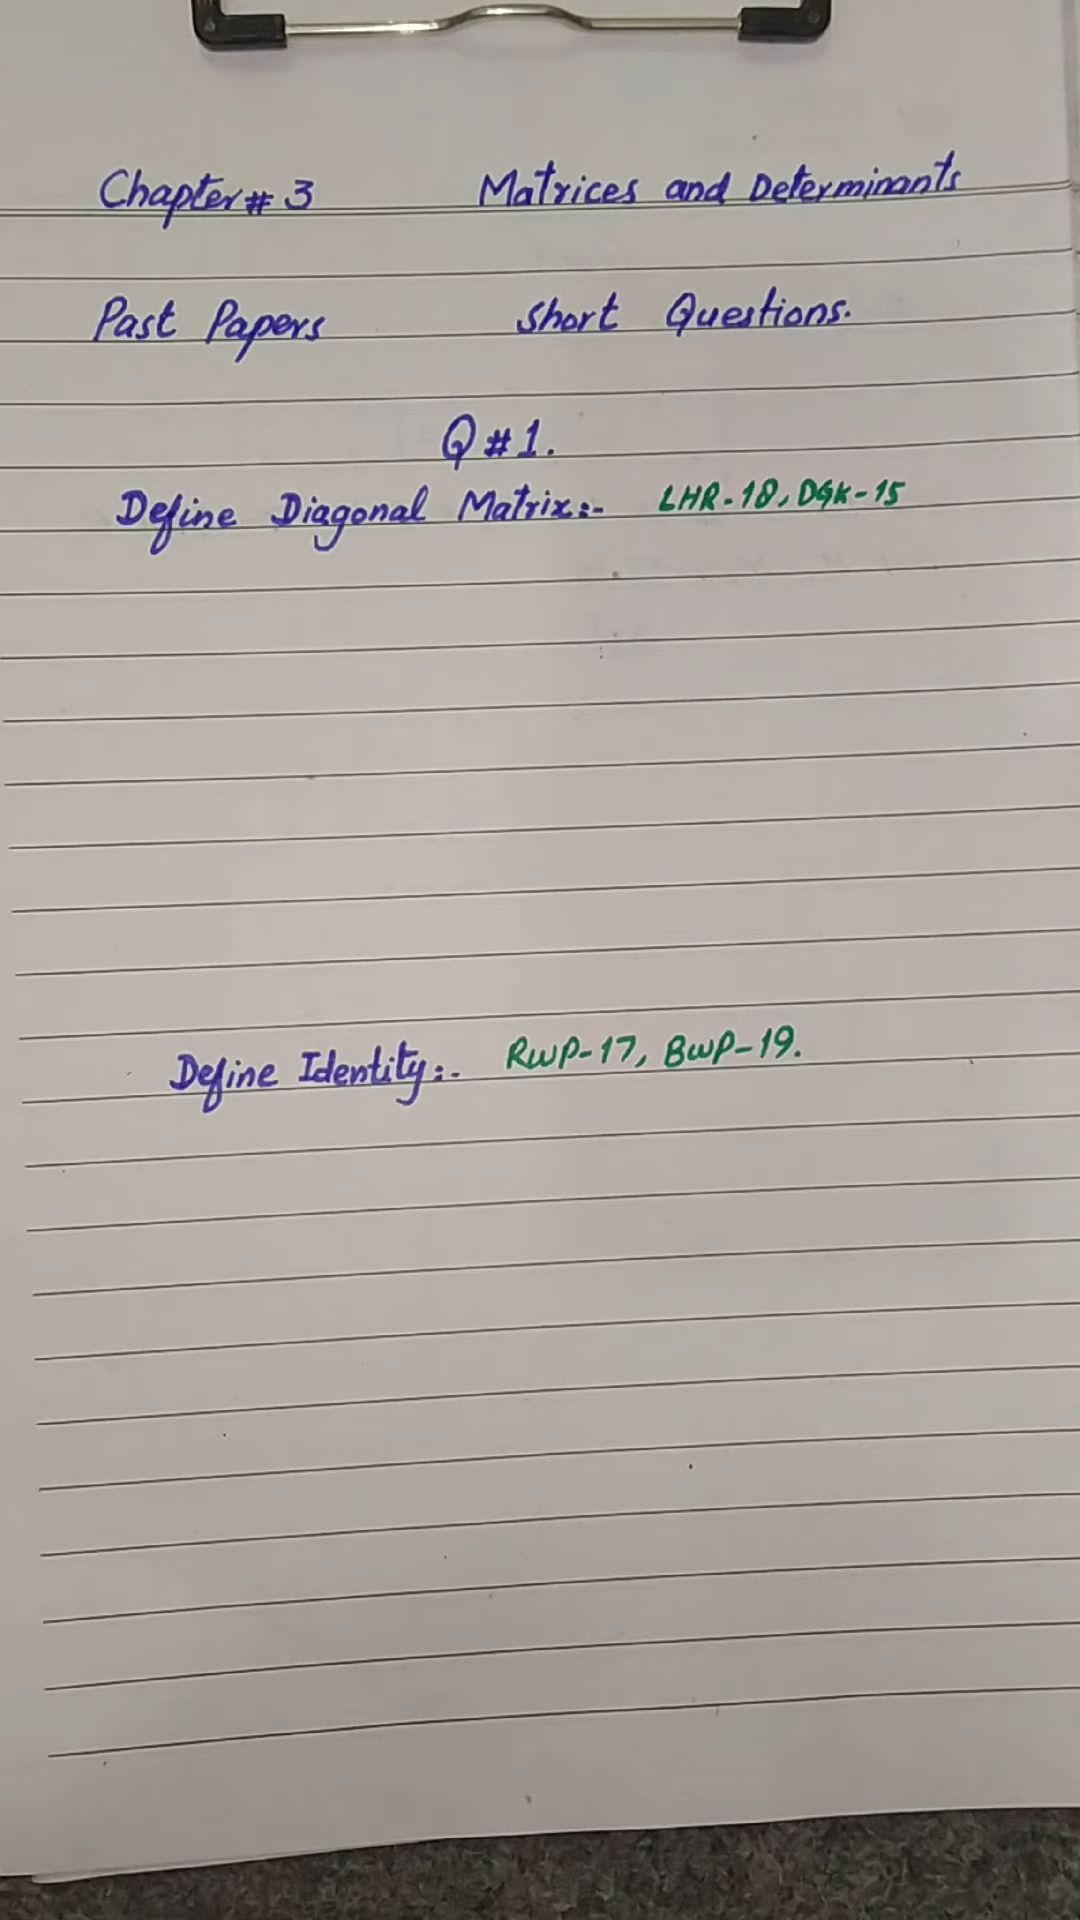 Chapter # 3 Matrices and Determinants
Past Papers Short Questions.
Q # 1.
Define Diagonal Matrix:- LHR-18, DGK-15
Define Identity:- RWP-17, BWP-19.